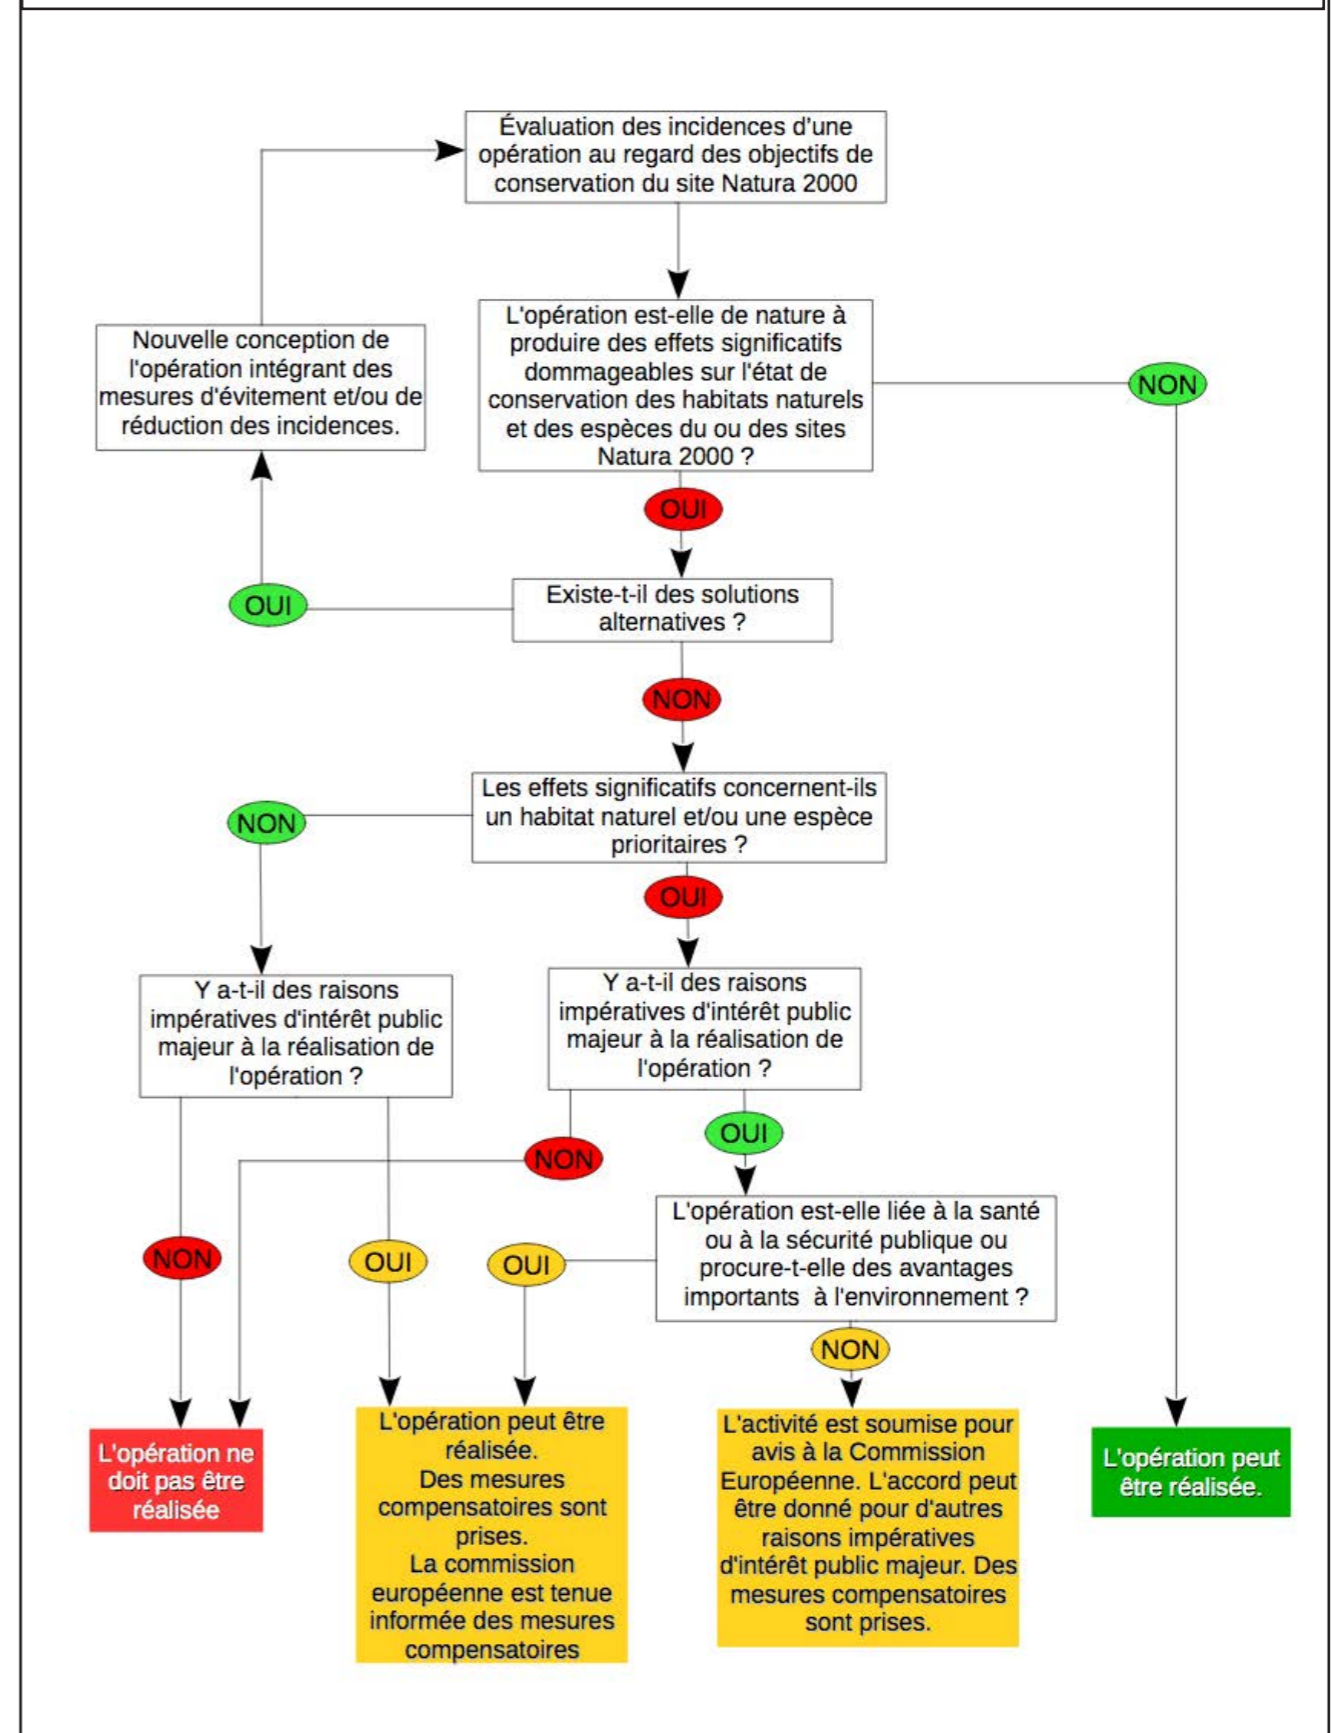 Évaluation des incidences d'une
opération au regard des objectifs de
conservation du site Natura 2000
L'opération est-elle de nature à
produire des effets significatifs
dommageables sur l'état de
conservation des habitats naturels
et des espèces du ou des sites
Natura 2000 ?
Nouvelle conception de
l'opération intégrant des
mesures d'évitement et/ou de
réduction des incidences.
NON
OUI
Existe-t-il des solutions
alternatives ?
OUI
NON
Les effets significatifs concernent-ils
un habitat naturel et/ou une espèce
prioritaires ?
NON
OUI
Y a-t-il des raisons
impératives d'intérêt public
majeur à la réalisation de
l'opération ?
Y a-t-il des raisons
impératives d'intérêt public
majeur à la réalisation de
l'opération ?
OUI
NON
L'opération est-elle liée à la santé
ou à la sécurité publique ou
procure-t-elle des avantages
importants à l'environnement ?
NON
OUI
OUI
NON
L'opération ne
doit pas être
réalisée
L'opération peut être
réalisée.
Des mesures
compensatoires sont
prises.
La commission
européenne est tenue
informée des mesures
compensatoires
L'activité est soumise pour
avis à la Commission
Européenne. L'accord peut
être donné pour d'autres
raisons impératives
d'intérêt public majeur. Des
mesures compensatoires
sont prises.
L'opération peut
être réalisée.